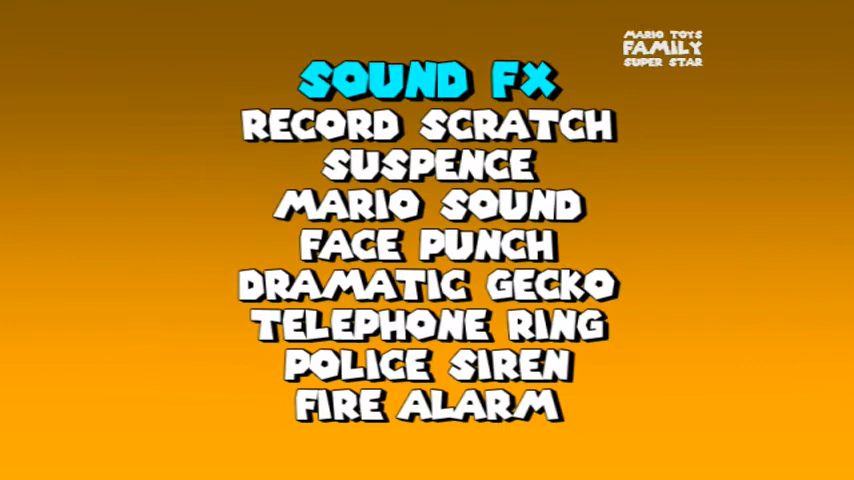 MARIO TOYS
FAMILY
SUPER STAR
SOUND FX
RECORD SCRATCH
SUSPENCE
MARIO SOUND
FACE PUNCH
DRAMATIC GECKO
TELEPHONE RING
POLICE SIREN
FIRE ALARM